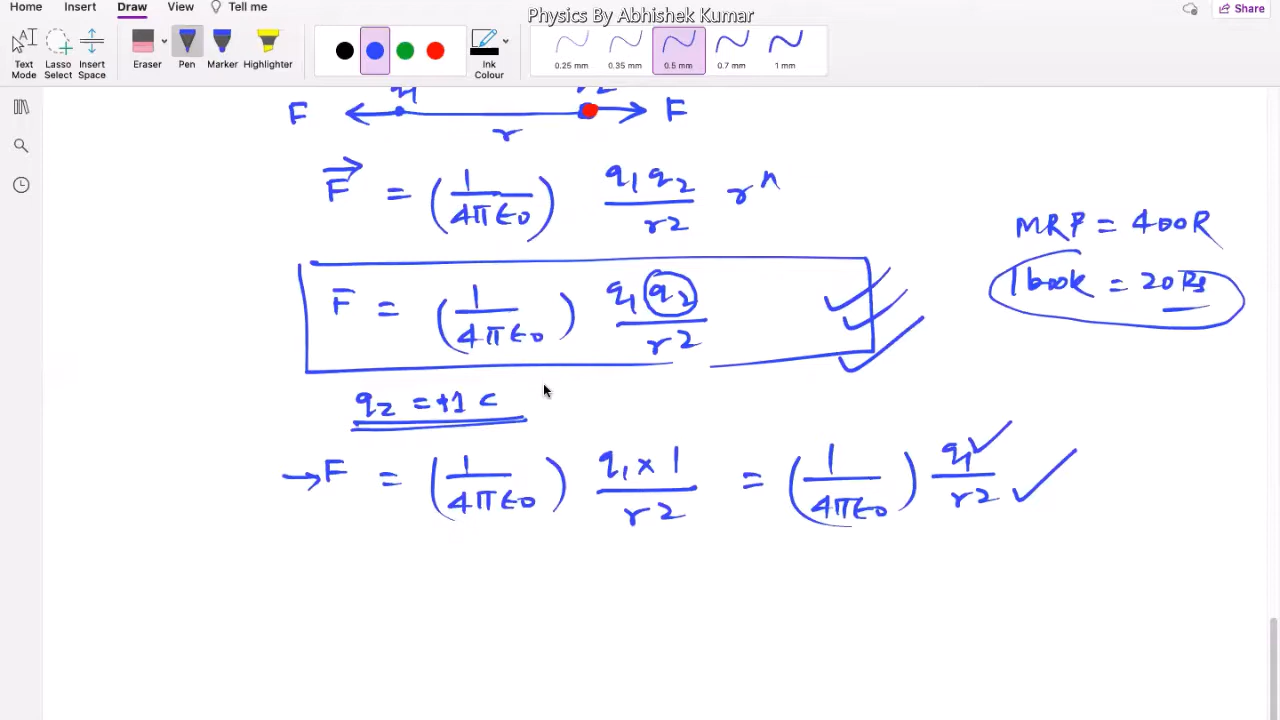 Home Insert Draw View Tell me
Physics By Abhishek Kumar
Share
Text Mode
Lasso Select
Insert Space
Eraser
Pen
Marker
Highlighter
Ink Colour
0.25 mm
0.35 mm
0.5 mm
0.7 mm
1 mm
F q1 F
r
F⃗ = (1/4πϵ0) q1 q2/r2 r^
MRP = 400R
1 book = 20 Rs
F̄ = (1/4πϵ0) q1 q2/r2
q2 = +1 C
→F = (1/4πϵ0) q1 × 1/r2 = (1/4πϵ0) q1/r2